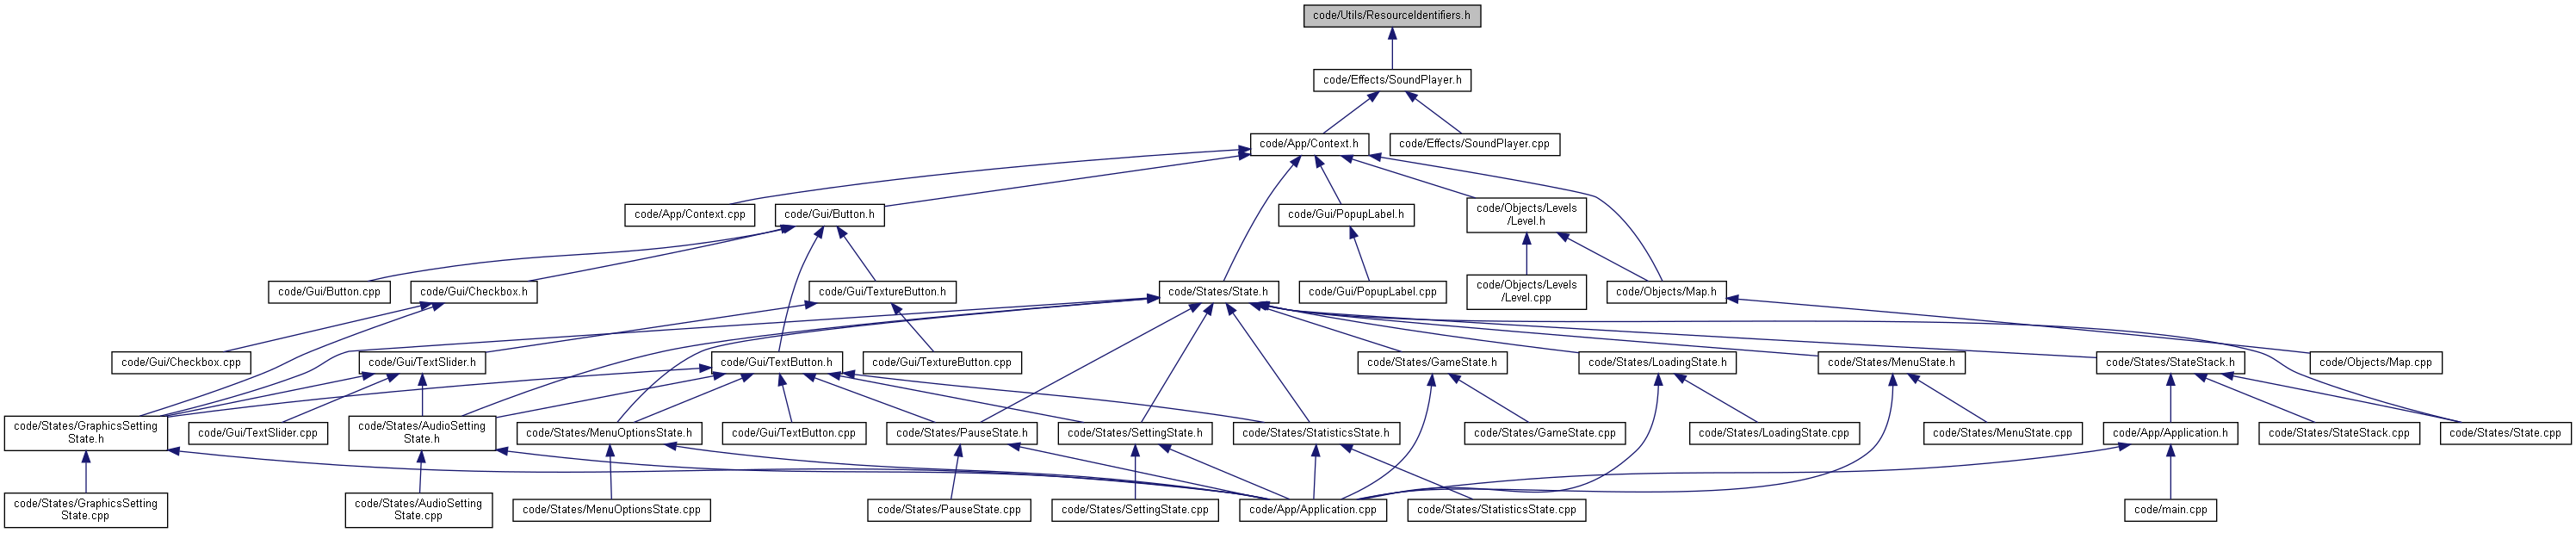 code/Utils/ResourceIdentifiers.h
code/Effects/SoundPlayer.h
code/App/Context.h
code/Effects/SoundPlayer.cpp
code/App/Context.cpp
code/Gui/Button.h
code/Gui/PopupLabel.h
code/Objects/Levels
/Level.h
code/Gui/Button.cpp
code/Gui/Checkbox.h
code/Gui/TextureButton.h
code/States/State.h
code/Gui/PopupLabel.cpp
code/Objects/Levels
/Level.cpp
code/Objects/Map.h
code/Gui/Checkbox.cpp
code/Gui/TextSlider.h
code/Gui/TextButton.h
code/Gui/TextureButton.cpp
code/States/GameState.h
code/States/LoadingState.h
code/States/MenuState.h
code/States/StateStack.h
code/Objects/Map.cpp
code/States/GraphicsSetting
State.h
code/Gui/TextSlider.cpp
code/States/AudioSetting
State.h
code/States/MenuOptionsState.h
code/Gui/TextButton.cpp
code/States/PauseState.h
code/States/SettingState.h
code/States/StatisticsState.h
code/States/GameState.cpp
code/States/LoadingState.cpp
code/States/MenuState.cpp
code/App/Application.h
code/States/StateStack.cpp
code/States/State.cpp
code/States/GraphicsSetting
State.cpp
code/States/AudioSetting
State.cpp
code/States/MenuOptionsState.cpp
code/States/PauseState.cpp
code/States/SettingState.cpp
code/App/Application.cpp
code/States/StatisticsState.cpp
code/main.cpp